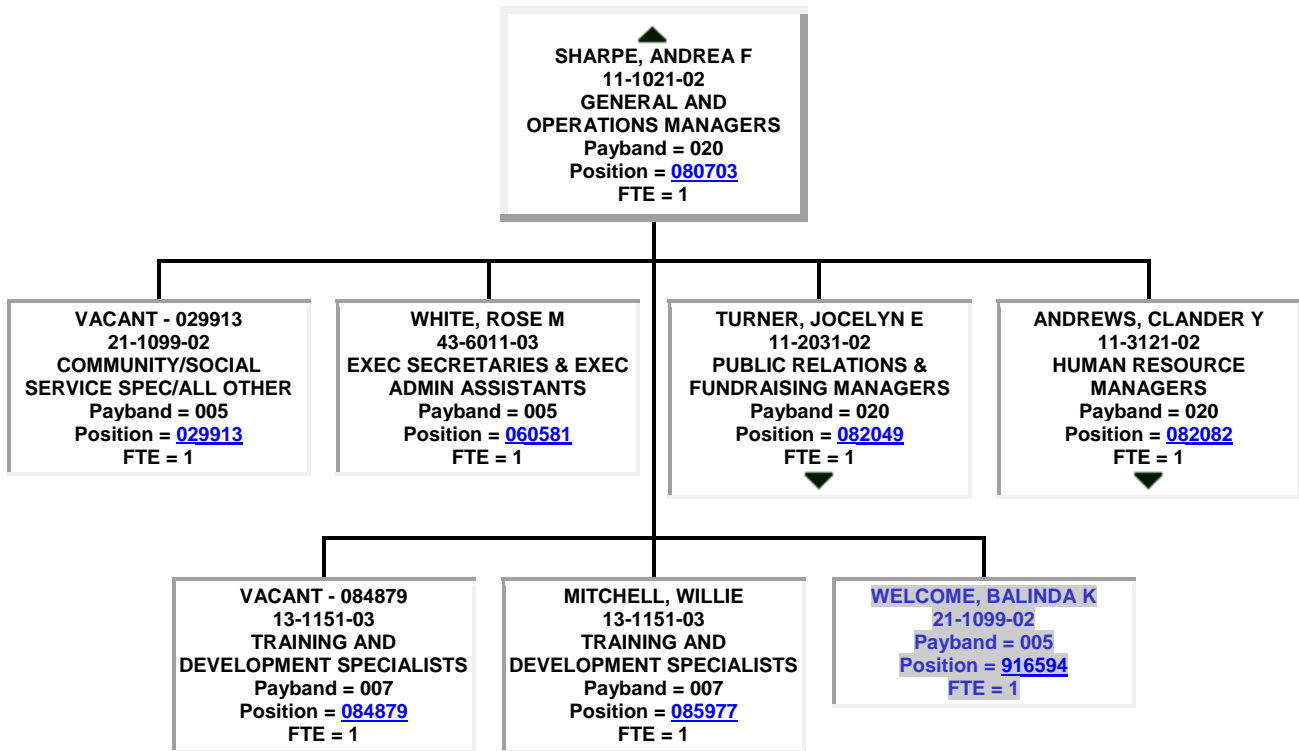 SHARPE, ANDREA F
11-1021-02
GENERAL AND
OPERATIONS MANAGERS
Payband = 020
Position = 080703
FTE = 1
VACANT - 029913
21-1099-02
COMMUNITY/SOCIAL
SERVICE SPEC/ALL OTHER
Payband = 005
Position = 029913
FTE = 1
WHITE, ROSE M
43-6011-03
EXEC SECRETARIES & EXEC
ADMIN ASSISTANTS
Payband = 005
Position = 060581
FTE = 1
TURNER, JOCELYN E
11-2031-02
PUBLIC RELATIONS &
FUNDRAISING MANAGERS
Payband = 020
Position = 082049
FTE = 1
ANDREWS, CLANDER Y
11-3121-02
HUMAN RESOURCE
MANAGERS
Payband = 020
Position = 082082
FTE = 1
VACANT - 084879
13-1151-03
TRAINING AND
DEVELOPMENT SPECIALISTS
Payband = 007
Position = 084879
FTE = 1
MITCHELL, WILLIE
13-1151-03
TRAINING AND
DEVELOPMENT SPECIALISTS
Payband = 007
Position = 085977
FTE = 1
WELCOME, BALINDA K
21-1099-02
Payband = 005
Position = 916594
FTE = 1